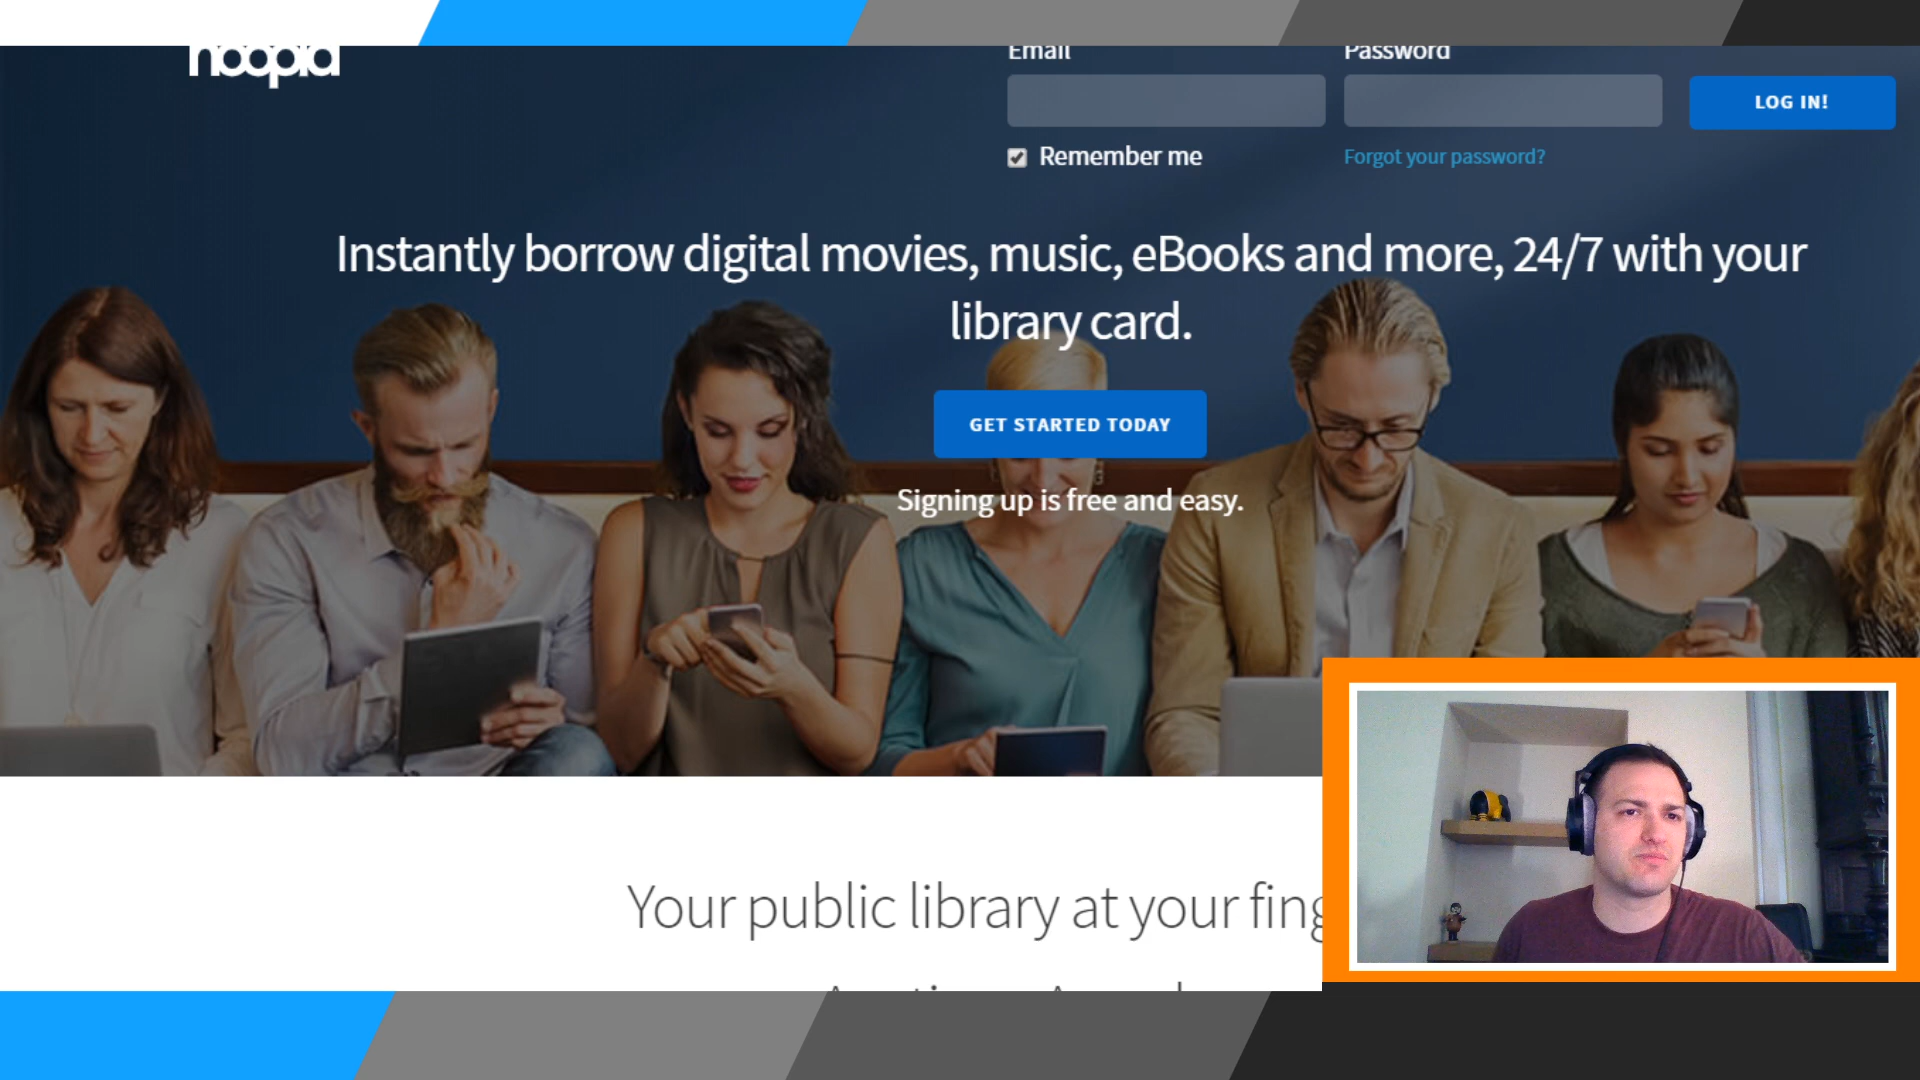 hoopla
Email
Password
LOG IN!
Remember me
Forgot your password?
Instantly borrow digital movies, music, eBooks and more, 24/7 with your
library card.
GET STARTED TODAY
Signing up is free and easy.
Your public library at your fing